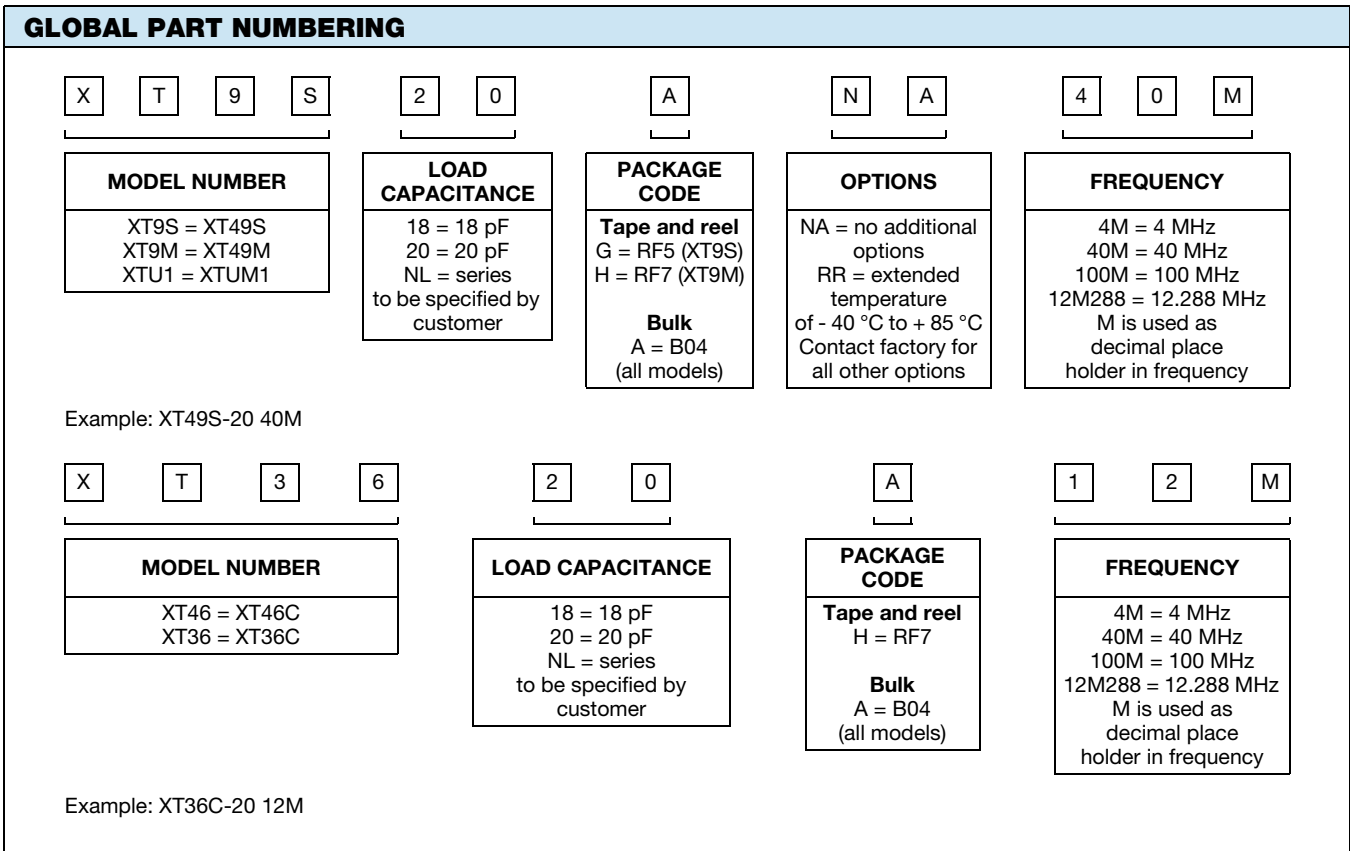 GLOBAL PART NUMBERING
X T 9 S 2 0 A N A 4 0 M
MODEL NUMBER
XT9S = XT49S
XT9M = XT49M
XTU1 = XTUM1
LOAD
CAPACITANCE
18 = 18 pF
20 = 20 pF
NL = series
to be specified by
customer
PACKAGE
CODE
Tape and reel
G = RF5 (XT9S)
H = RF7 (XT9M)
Bulk
A = B04
(all models)
OPTIONS
NA = no additional
options
RR = extended
temperature
of - 40 °C to + 85 °C
Contact factory for
all other options
FREQUENCY
4M = 4 MHz
40M = 40 MHz
100M = 100 MHz
12M288 = 12.288 MHz
M is used as
decimal place
holder in frequency
Example: XT49S-20 40M
X T 3 6 2 0 A 1 2 M
MODEL NUMBER
XT46 = XT46C
XT36 = XT36C
LOAD CAPACITANCE
18 = 18 pF
20 = 20 pF
NL = series
to be specified by
customer
PACKAGE
CODE
Tape and reel
H = RF7
Bulk
A = B04
(all models)
FREQUENCY
4M = 4 MHz
40M = 40 MHz
100M = 100 MHz
12M288 = 12.288 MHz
M is used as
decimal place
holder in frequency
Example: XT36C-20 12M